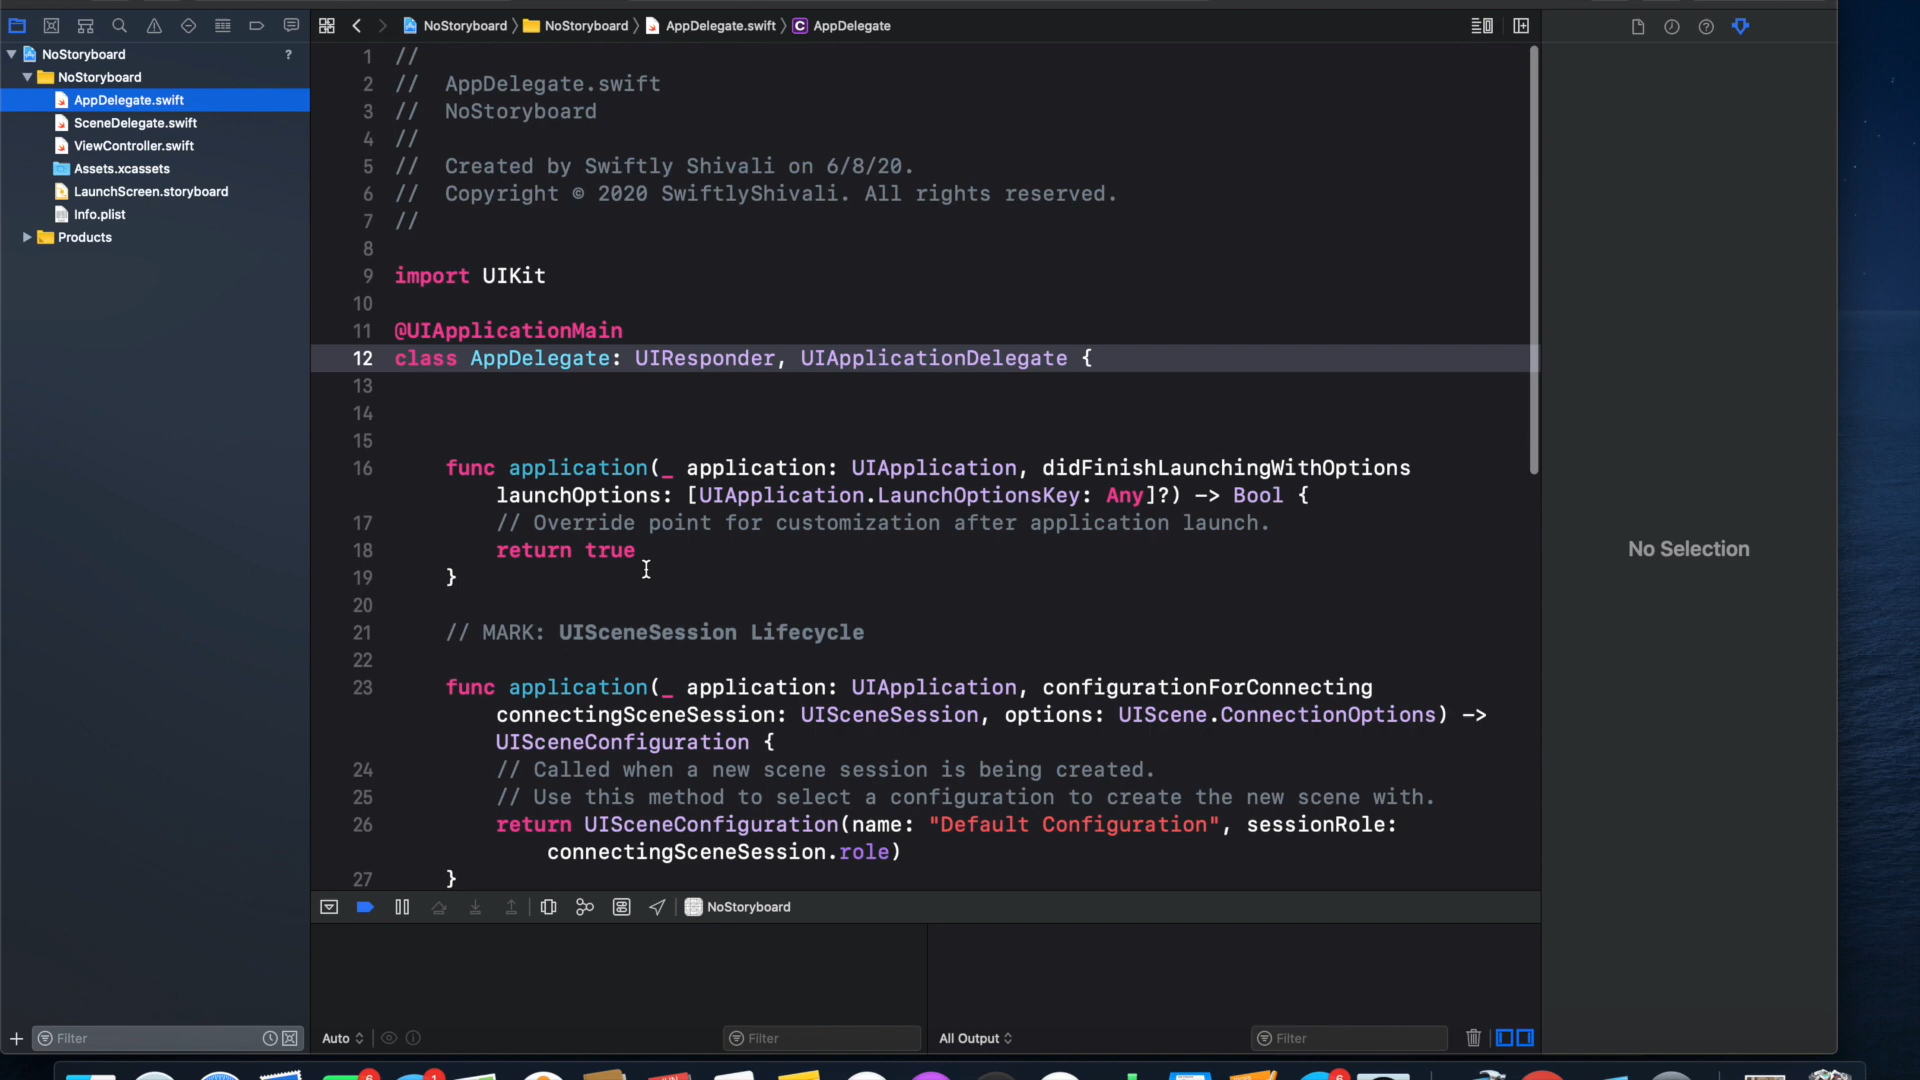 NoStoryboard 〉 NoStoryboard 〉 AppDelegate.swift 〉 C AppDelegate
NoStoryboard ?
NoStoryboard
AppDelegate.swift
SceneDelegate.swift
ViewController.swift
Assets.xcassets
LaunchScreen.storyboard
Info.plist
Products
1 //
2 //  AppDelegate.swift
3 //  NoStoryboard
4 //
5 //  Created by Swiftly Shivali on 6/8/20.
6 //  Copyright © 2020 SwiftlyShivali. All rights reserved.
7 //
8
9 import UIKit
10
11 @UIApplicationMain
12 class AppDelegate: UIResponder, UIApplicationDelegate {
13
14
15
16     func application(_ application: UIApplication, didFinishLaunchingWithOptions
launchOptions: [UIApplication.LaunchOptionsKey: Any]?) -> Bool {
17         // Override point for customization after application launch.
18         return true
19     }
20
21     // MARK: UISceneSession Lifecycle
22
23     func application(_ application: UIApplication, configurationForConnecting
connectingSceneSession: UISceneSession, options: UIScene.ConnectionOptions) ->
UISceneConfiguration {
24         // Called when a new scene session is being created.
25         // Use this method to select a configuration to create the new scene with.
26         return UISceneConfiguration(name: "Default Configuration", sessionRole:
connectingSceneSession.role)
27     }
No Selection
NoStoryboard
Filter
Auto
Filter
All Output
Filter
6
1
6